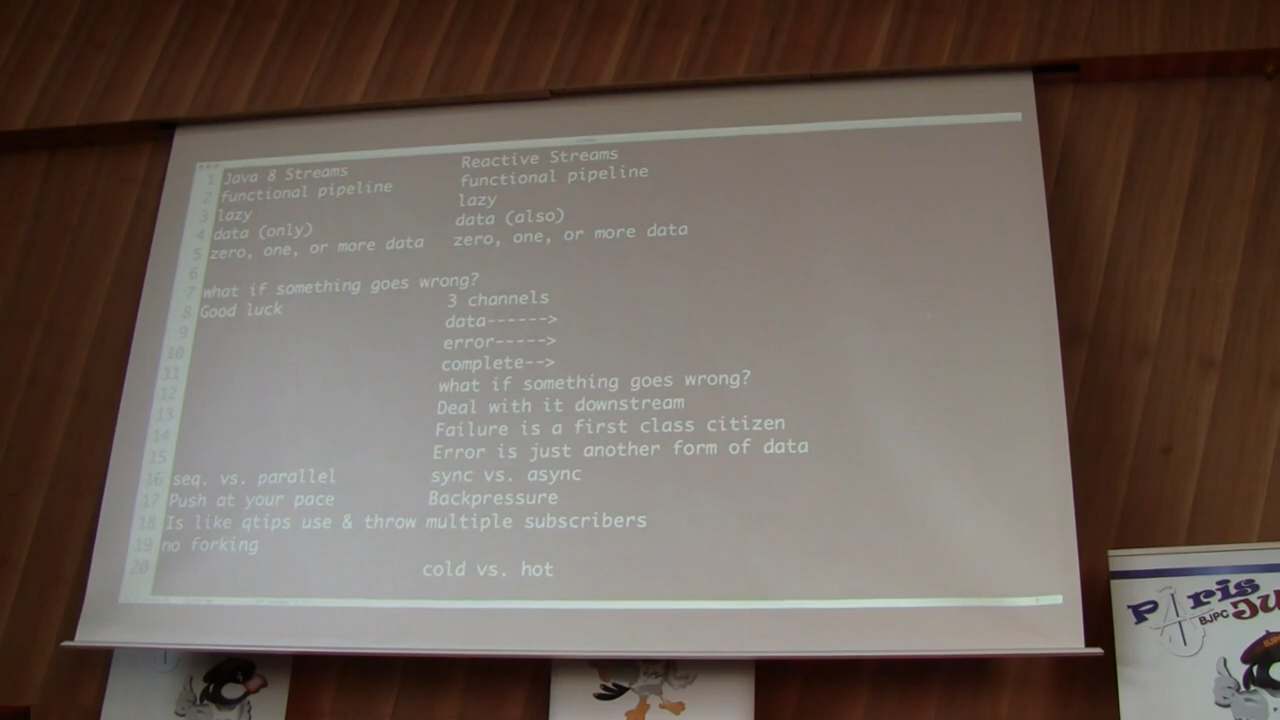 1 Java 8 Streams Reactive Streams
2 functional pipeline functional pipeline
3 lazy lazy
4 data (only) data (also)
5 zero, one, or more data zero, one, or more data
6
7 what if something goes wrong?
8 Good luck 3 channels
9 data------>
10 error----->
11 complete-->
12 what if something goes wrong?
13 Deal with it downstream
14 Failure is a first class citizen
15 Error is just another form of data
16 seq. vs. parallel sync vs. async
17 Push at your pace Backpressure
18 Is like qtips use & throw multiple subscribers
19 no forking
20 cold vs. hot
Paris
BJPC JU